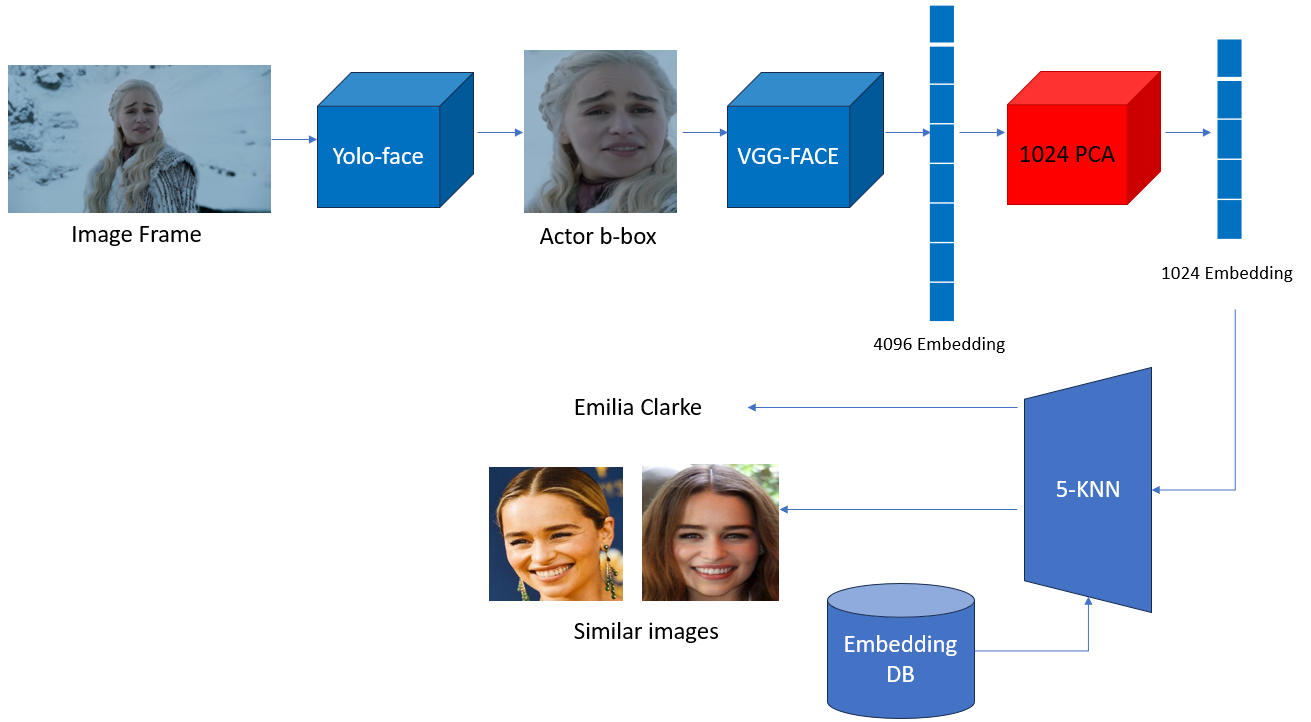 Yolo-face
VGG-FACE
1024 PCA
Image Frame
Actor b-box
1024 Embedding
4096 Embedding
Emilia Clarke
5-KNN
Similar images
Embedding
DB